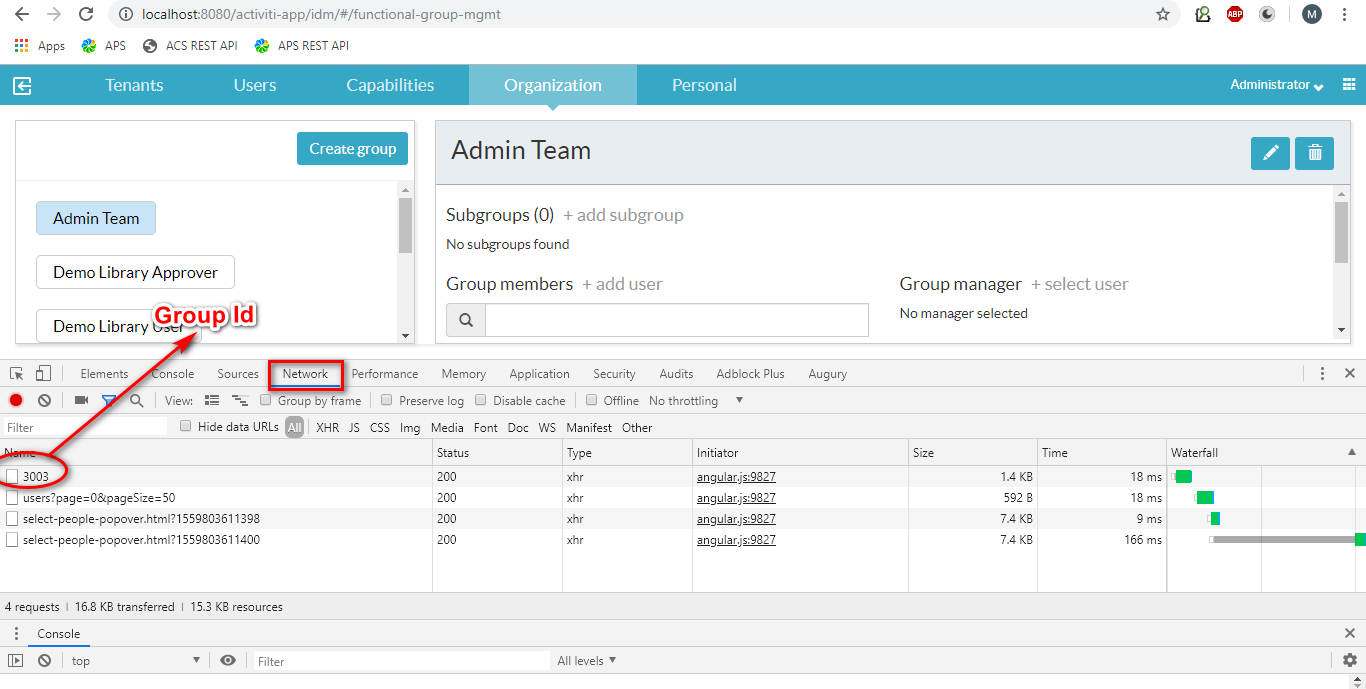 localhost:8080/activiti-app/idm/#/functional-group-mgmt
ABP
M
Apps APS ACS REST API APS REST API
Tenants Users Capabilities Organization Personal Administrator
Create group
Admin Team
Demo Library Approver
Demo Library User
Group Id
Admin Team
Subgroups (0) + add subgroup
No subgroups found
Group members + add user
Group manager + select user
No manager selected
Elements Console Sources Network Performance Memory Application Security Audits Adblock Plus Augury
View: Group by frame Preserve log Disable cache Offline No throttling
Filter Hide data URLs All XHR JS CSS Img Media Font Doc WS Manifest Other
Name Status Type Initiator Size Time Waterfall
3003 200 xhr angular.js:9827 1.4 KB 18 ms
users?page=0&pageSize=50 200 xhr angular.js:9827 592 B 18 ms
select-people-popover.html?1559803611398 200 xhr angular.js:9827 7.4 KB 9 ms
select-people-popover.html?1559803611400 200 xhr angular.js:9827 7.4 KB 166 ms
4 requests | 16.8 KB transferred | 15.3 KB resources
Console
top Filter All levels